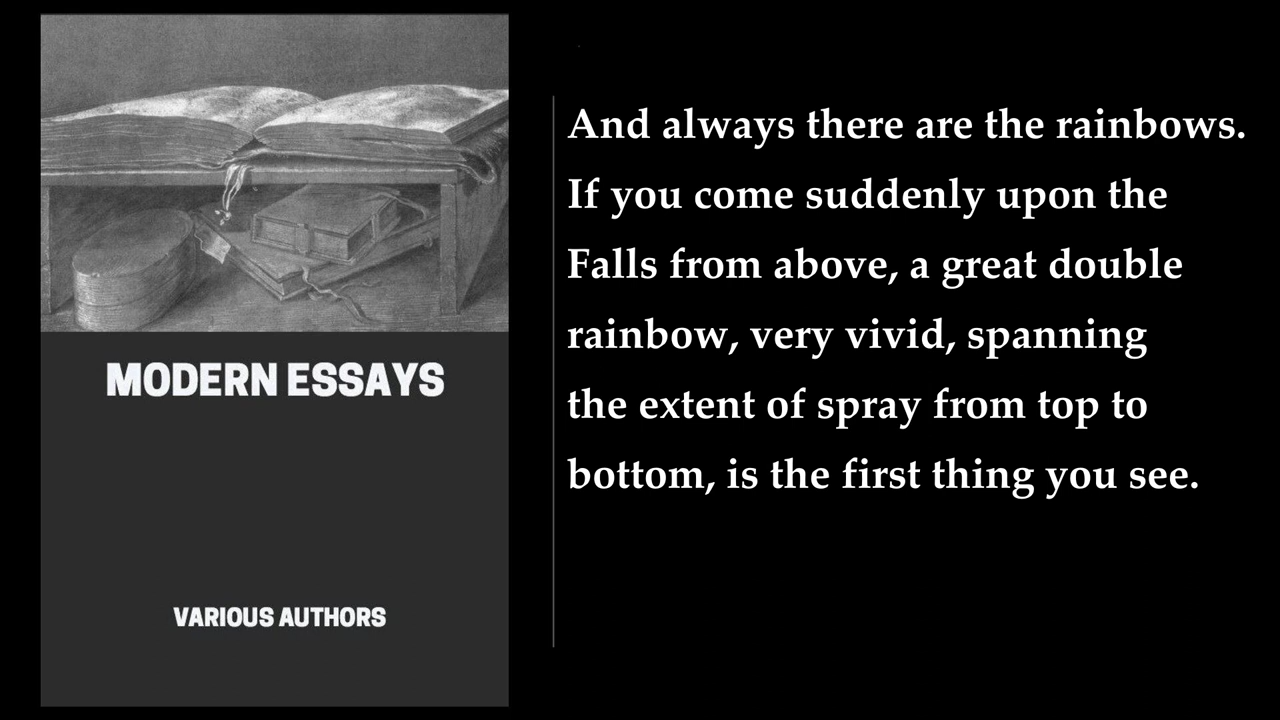 MODERN ESSAYS
VARIOUS AUTHORS
And always there are the rainbows.
If you come suddenly upon the
Falls from above, a great double
rainbow, very vivid, spanning
the extent of spray from top to
bottom, is the first thing you see.